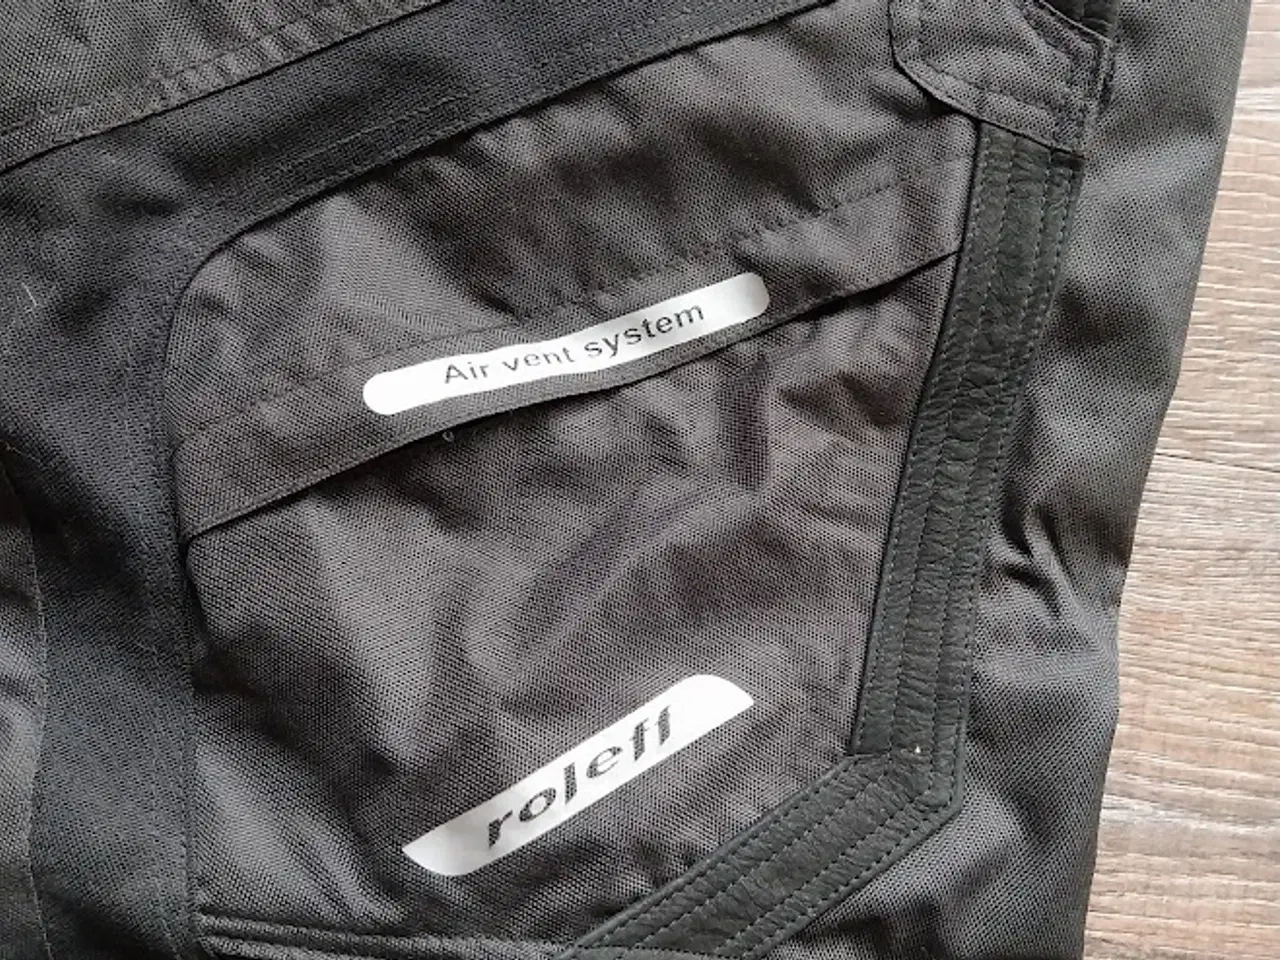 Air vent system
roleff